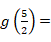 g(5/2) =